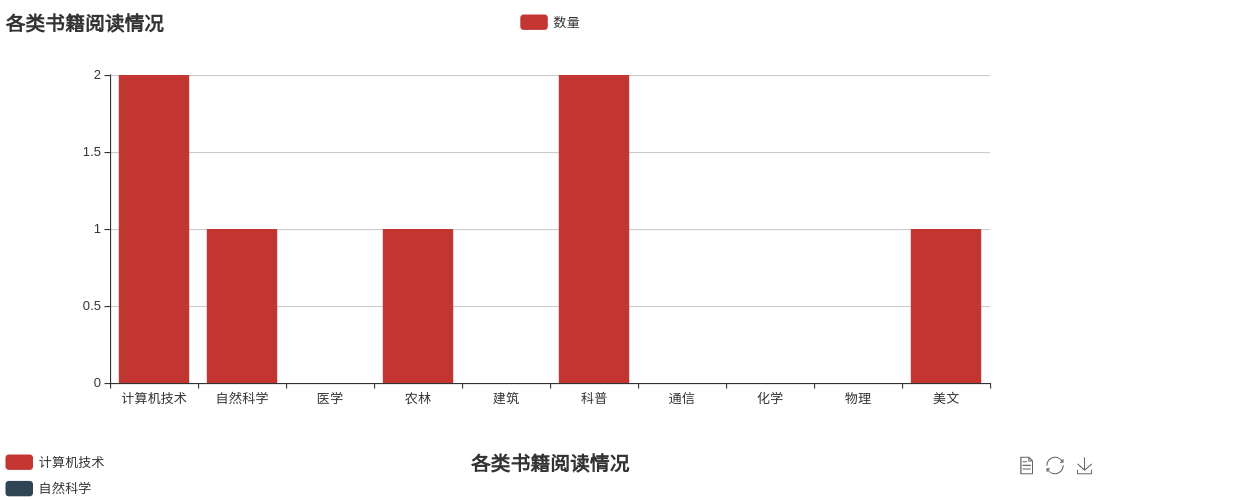 各类书籍阅读情况
数量
2
1.5
1
0.5
0
计算机技术 自然科学 医学 农林 建筑 科普 通信 化学 物理 美文
计算机技术
各类书籍阅读情况
自然科学